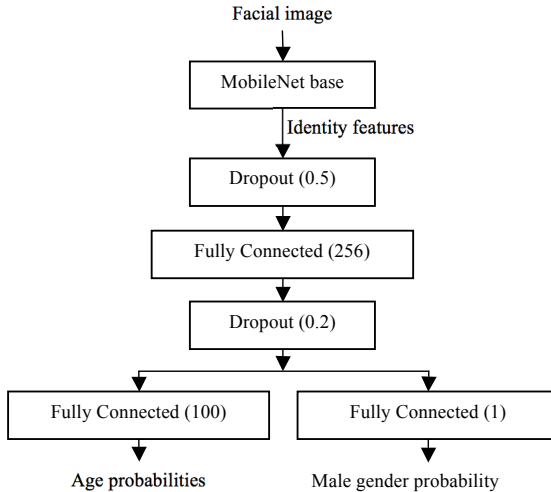 Facial image
MobileNet base
Identity features
Dropout (0.5)
Fully Connected (256)
Dropout (0.2)
Fully Connected (100)
Fully Connected (1)
Age probabilities
Male gender probability